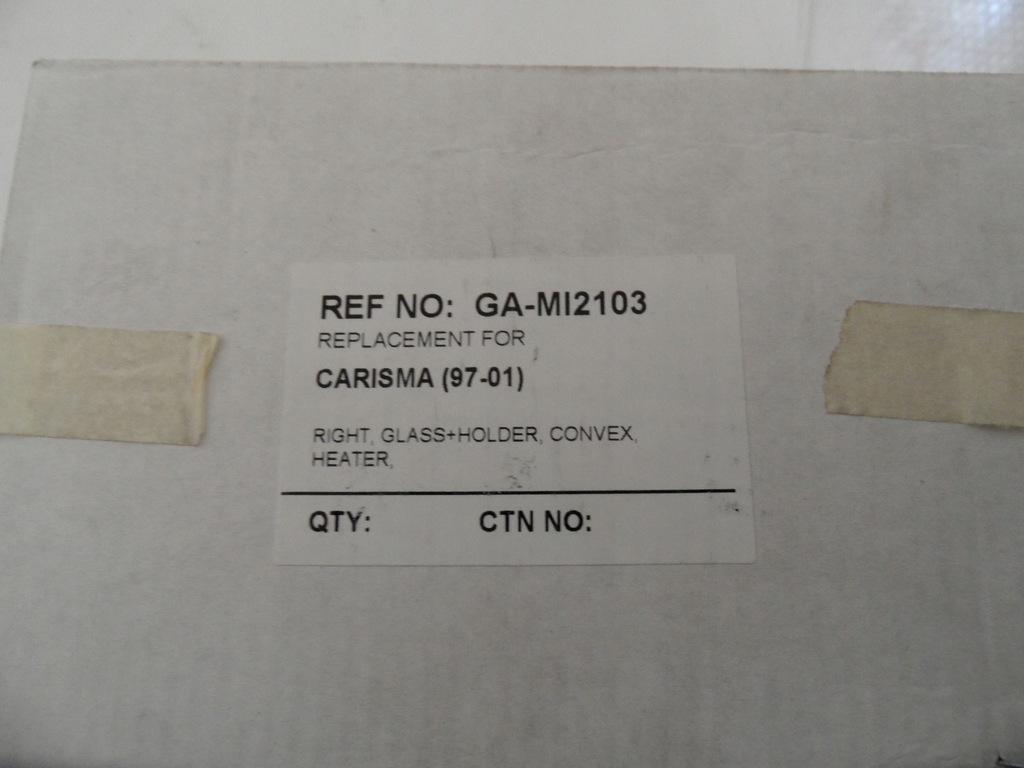 REF NO: GA-MI2103
REPLACEMENT FOR
CARISMA (97-01)
RIGHT, GLASS+HOLDER, CONVEX,
HEATER,
QTY: CTN NO: